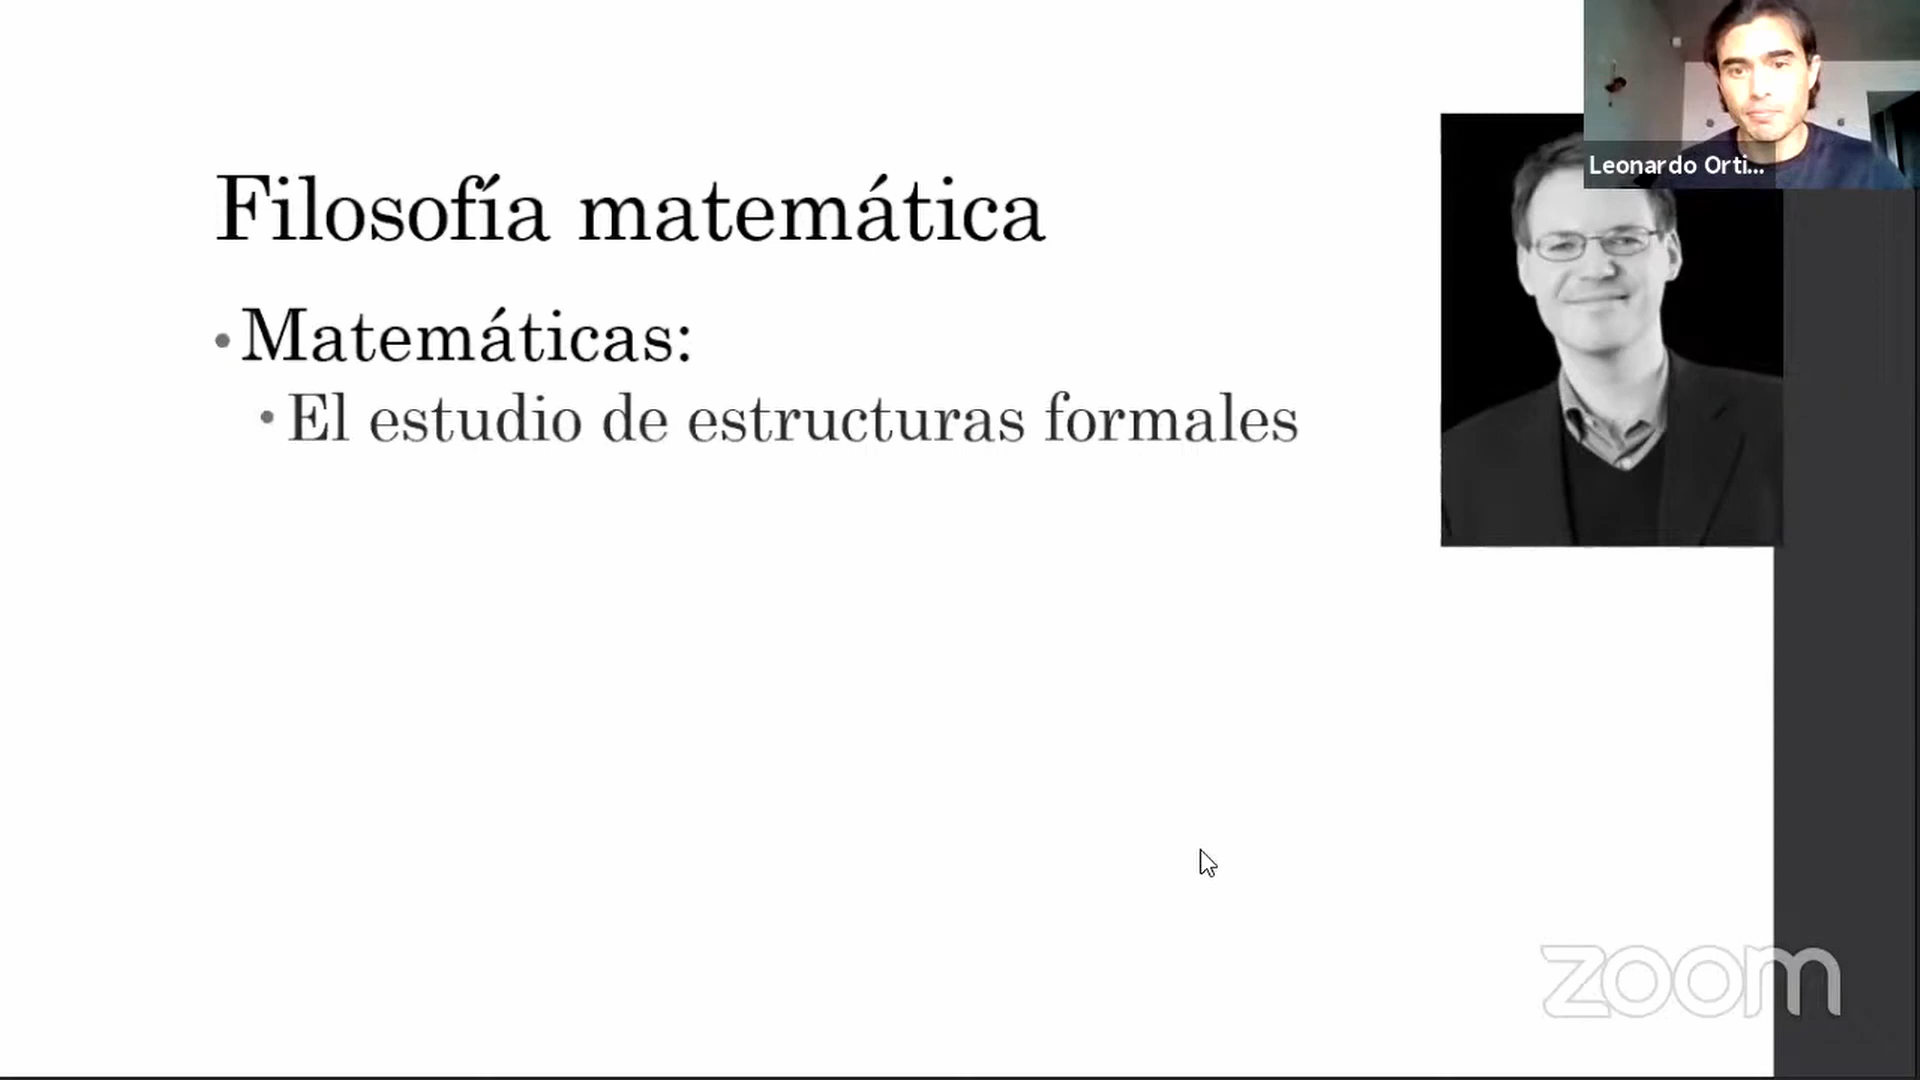 Leonardo Orti...
Filosofía matemática
• Matemáticas:
• El estudio de estructuras formales
zoom